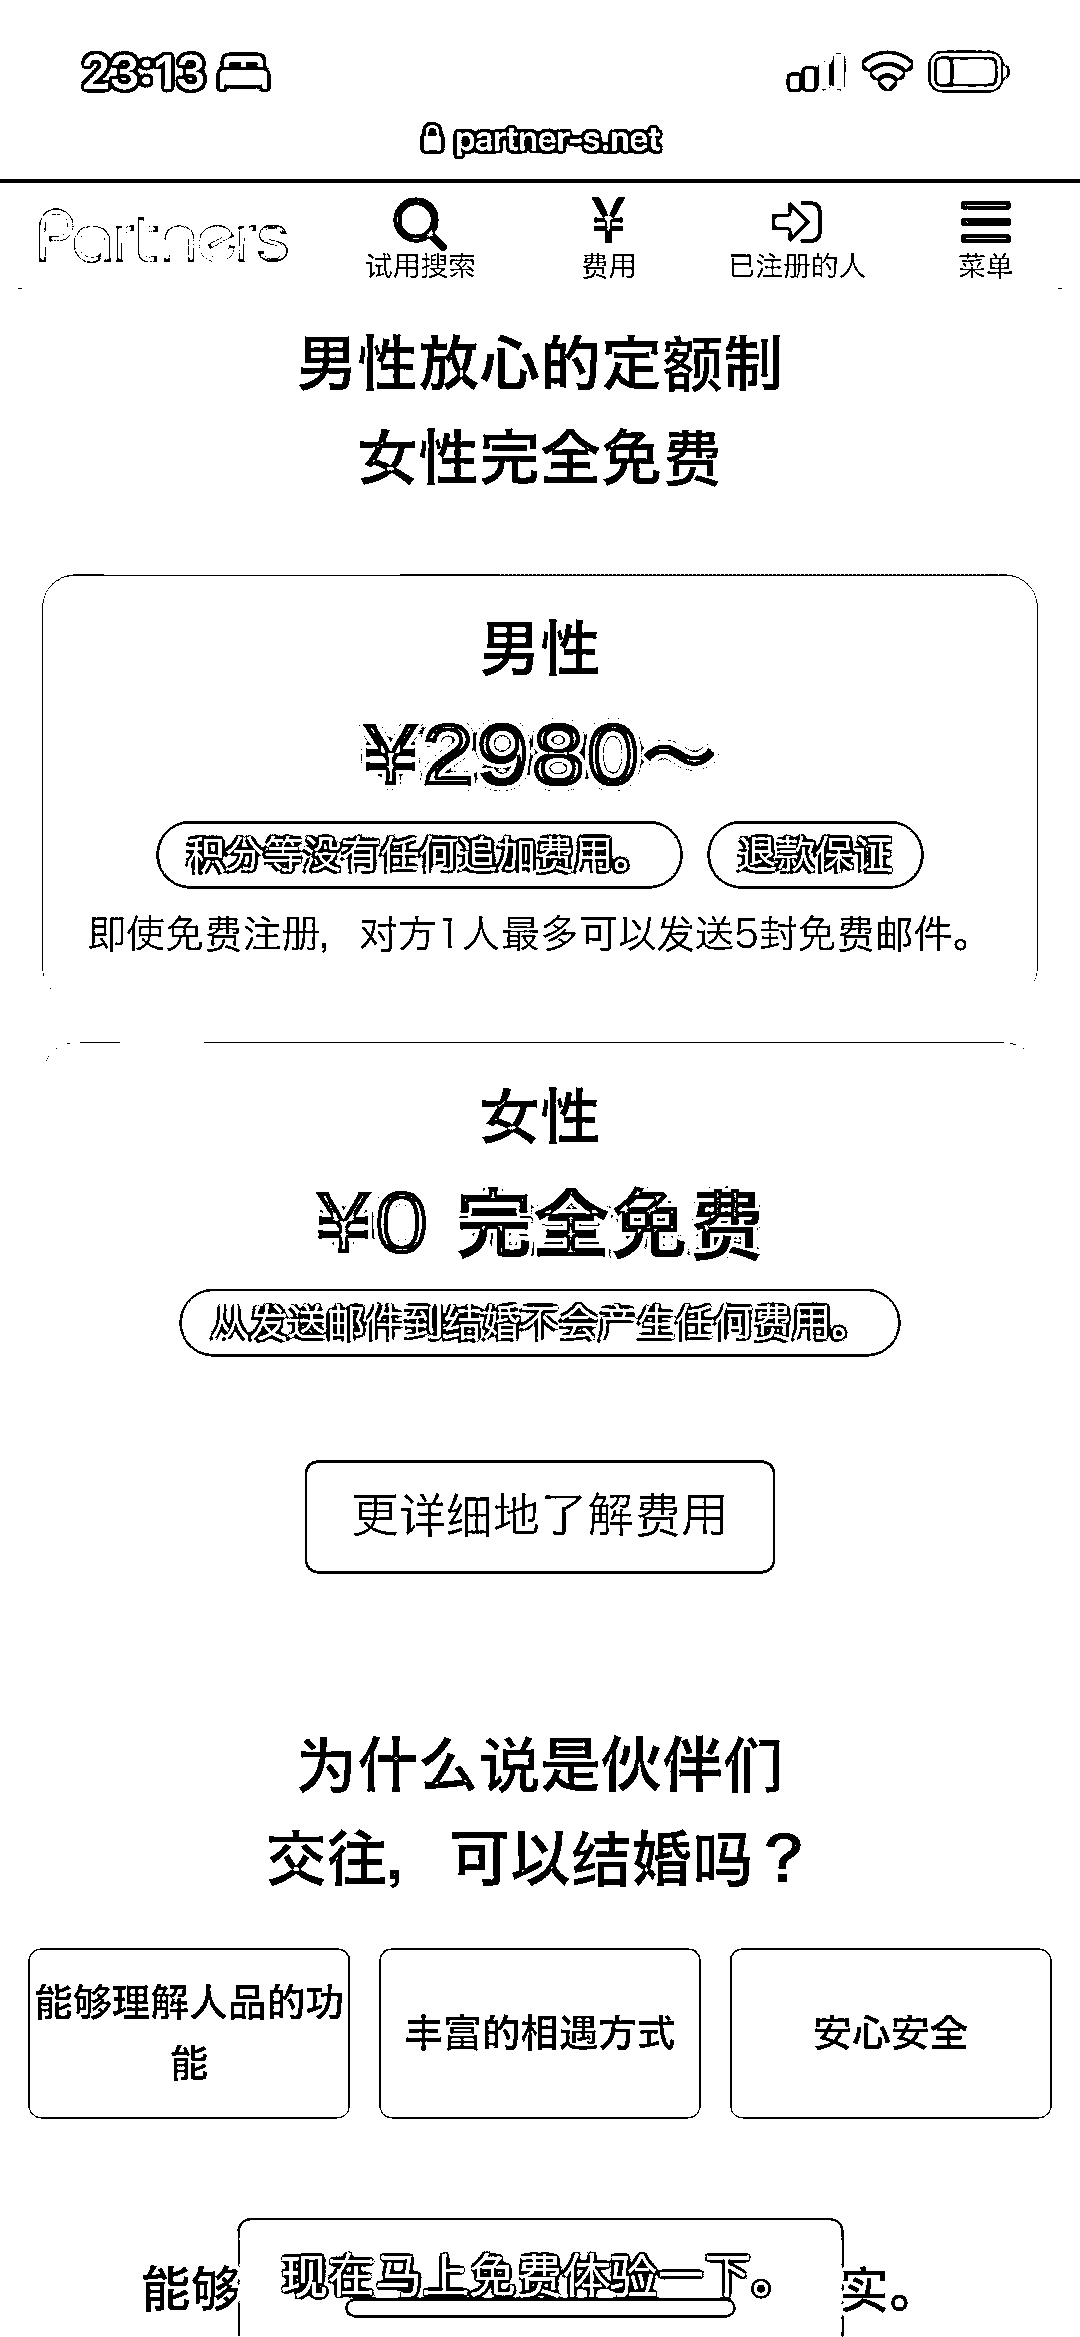 23:13
partner-s.net
Partners
试用搜索
费用
已注册的人
菜单
男性放心的定额制
女性完全免费
男性
¥2980~
积分等没有任何追加费用。
退款保证
即使免费注册，对方1人最多可以发送5封免费邮件。
女性
¥0 完全免费
从发送邮件到结婚不会产生任何费用。
更详细地了解费用
为什么说是伙伴们
交往，可以结婚吗？
能够理解人品的功
能
丰富的相遇方式
安心安全
能够
现在马上免费体验一下。
实。